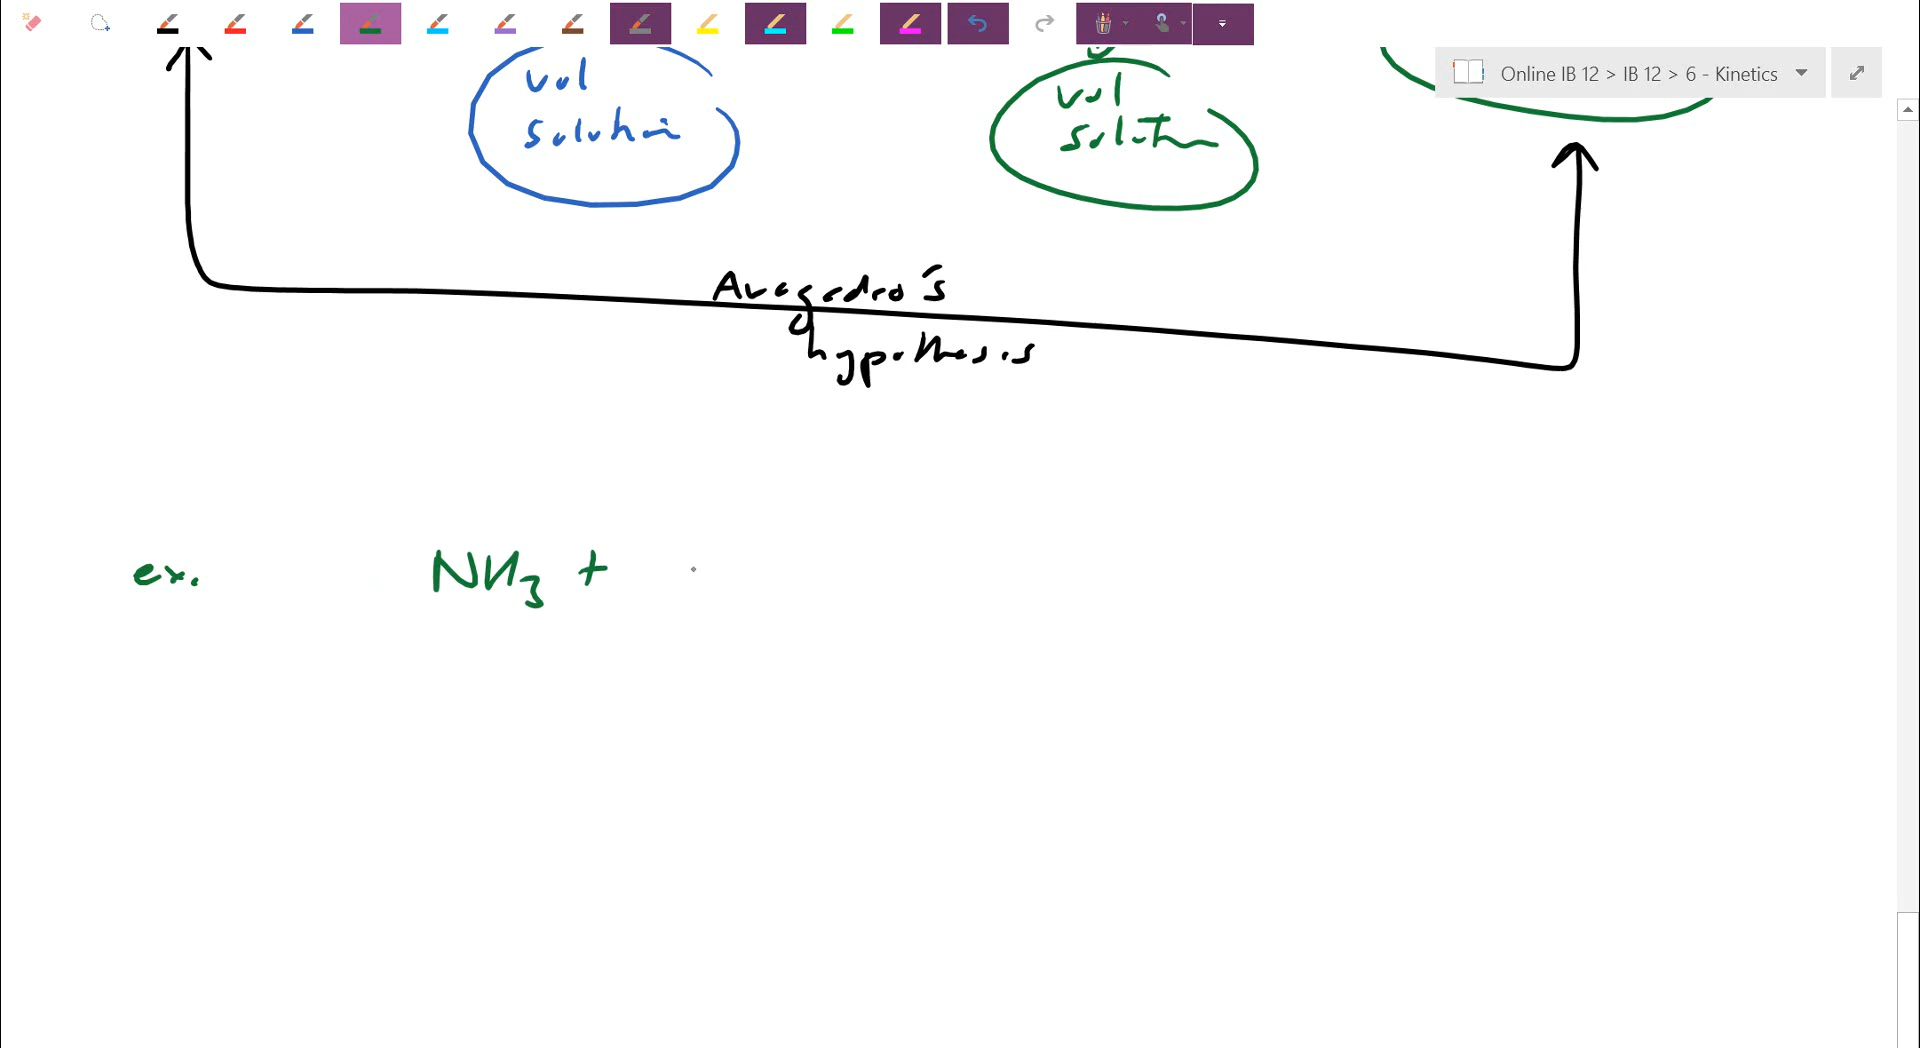 Online IB 12 > IB 12 > 6 - Kinetics
vol
solution
vol
solution
Avogadro's
hypothesis
ex. NH3 +